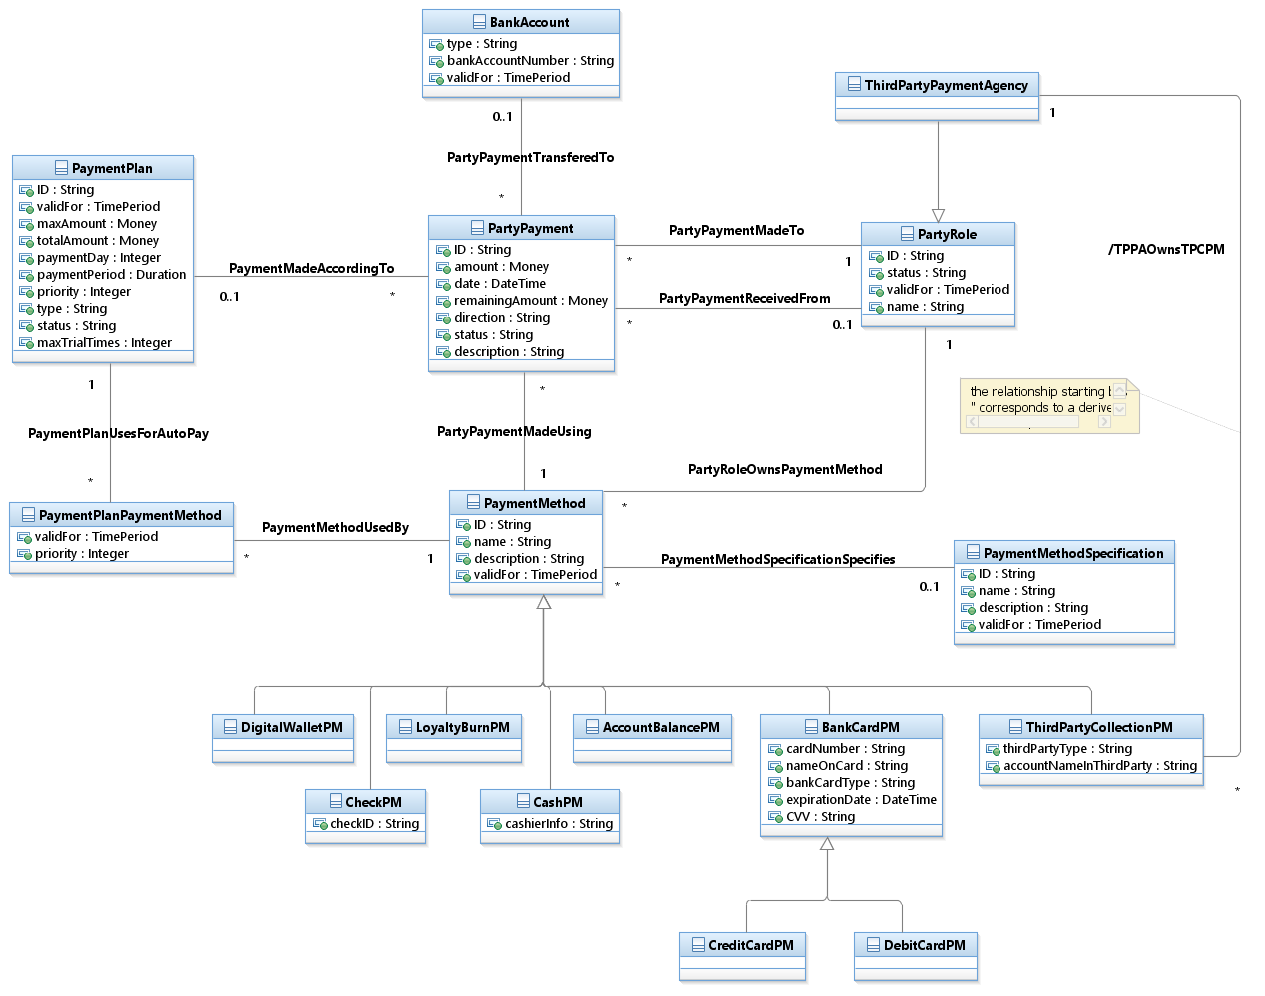 BankAccount
type : String
bankAccountNumber : String
validFor : TimePeriod
0..1
PartyPaymentTransferedTo
*
ThirdPartyPaymentAgency
1
/TPPAOwnsTPCPM
PaymentPlan
ID : String
validFor : TimePeriod
maxAmount : Money
totalAmount : Money
paymentDay : Integer
paymentPeriod : Duration
priority : Integer
type : String
status : String
maxTrialTimes : Integer
PaymentMadeAccordingTo
0..1
*
PartyPayment
ID : String
amount : Money
date : DateTime
remainingAmount : Money
direction : String
status : String
description : String
PartyPaymentMadeTo
*
1
PartyPaymentReceivedFrom
*
0..1
PartyRole
ID : String
status : String
validFor : TimePeriod
name : String
1
the relationship starting
" corresponds to a derive
1
PaymentPlanUsesForAutoPay
*
*
PartyPaymentMadeUsing
1
PartyRoleOwnsPaymentMethod
*
PaymentPlanPaymentMethod
validFor : TimePeriod
priority : Integer
PaymentMethodUsedBy
*
1
PaymentMethod
ID : String
name : String
description : String
validFor : TimePeriod
PaymentMethodSpecificationSpecifies
*
0..1
PaymentMethodSpecification
ID : String
name : String
description : String
validFor : TimePeriod
DigitalWalletPM
LoyaltyBurnPM
AccountBalancePM
BankCardPM
cardNumber : String
nameOnCard : String
bankCardType : String
expirationDate : DateTime
CVV : String
ThirdPartyCollectionPM
thirdPartyType : String
accountNameInThirdParty : String
*
CheckPM
checkID : String
CashPM
cashierInfo : String
CreditCardPM
DebitCardPM